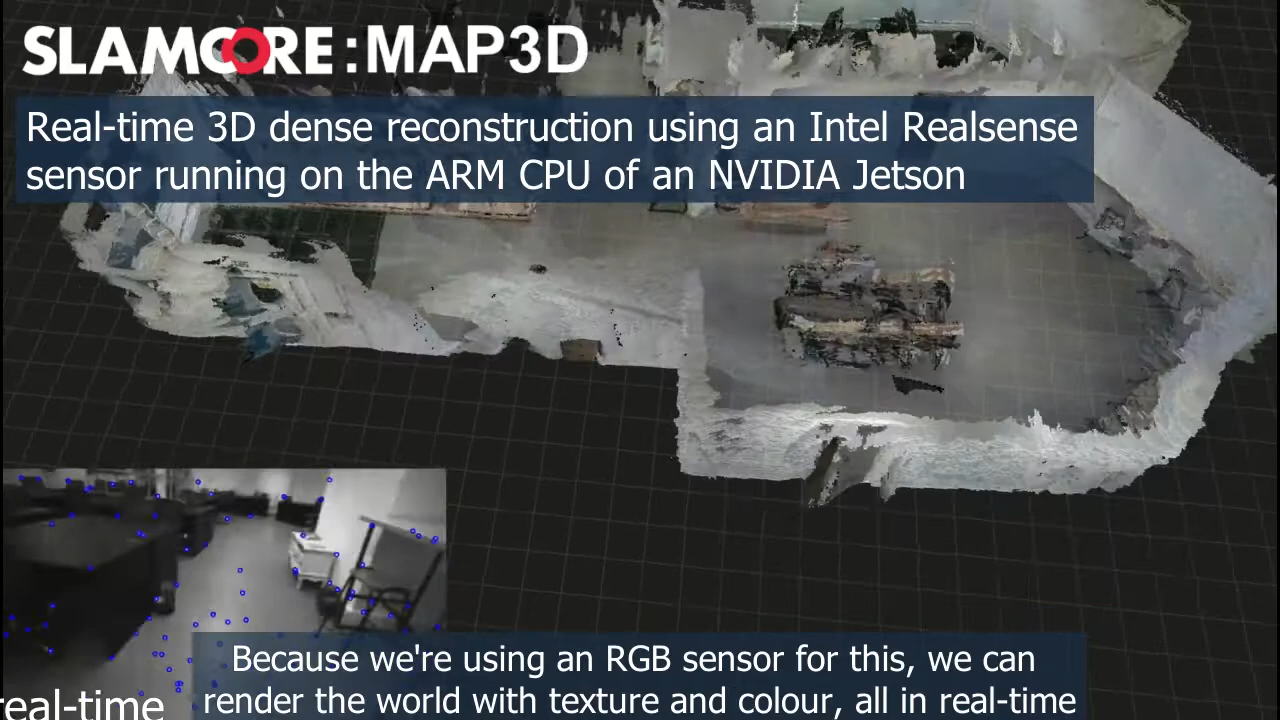 SLAMCORE:MAP3D
Real-time 3D dense reconstruction using an Intel Realsense
sensor running on the ARM CPU of an NVIDIA Jetson
Because we're using an RGB sensor for this, we can
render the world with texture and colour, all in real-time
real-time